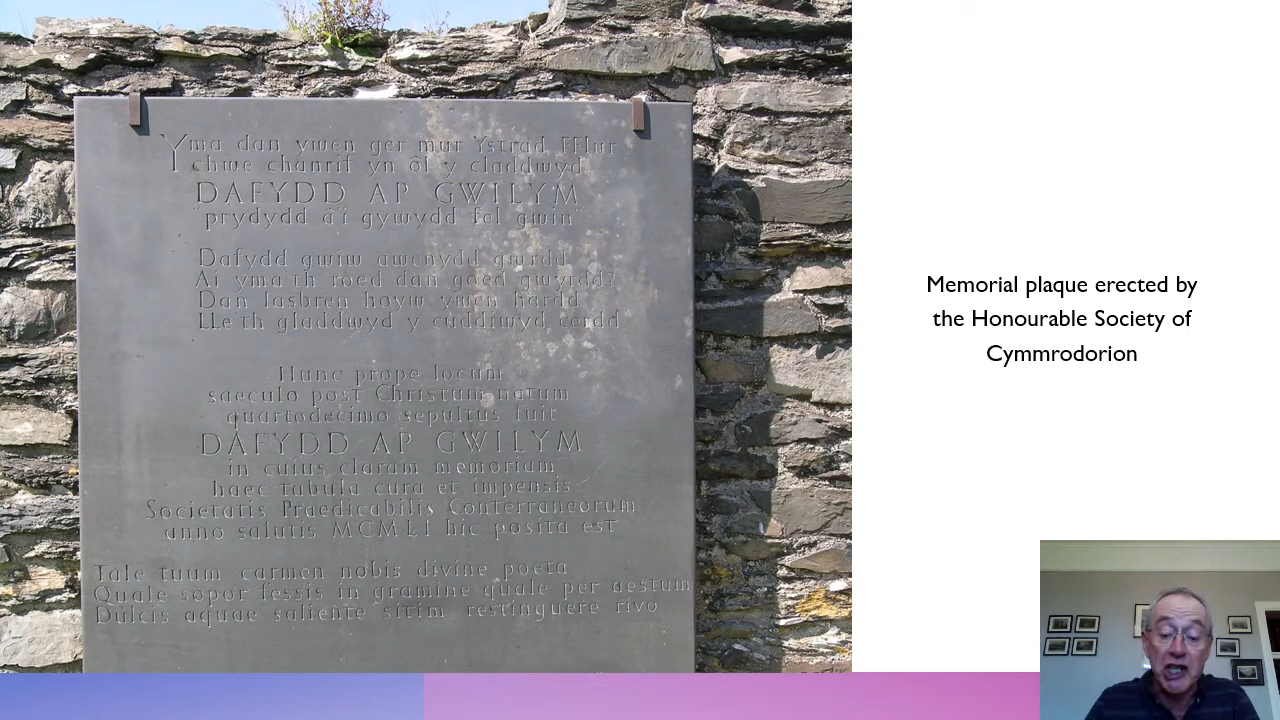 Yma dan ywen ger mur Ystrad Fflur
chwe chanrif yn ôl y claddwyd
DAFYDD AP GWILYM
"prydydd a'i gywydd fel gwin"
Dafydd gwiw awenydd gwrdd
Ai yma'th roed dan goed gwyrdd?
Dan lasbren hoyw ywen hardd
Lle'th gladdwyd y cuddiwyd cerdd
Hunc prope locum
saeculo post Christum natum
quartodecimo sepultus fuit
DAFYDD AP GWILYM
in cuius claram memoriam
haec tabula cura et impensis
Societatis Praedicabilis Conterraneorum
anno salutis MCMLI hic posita est
Tale tuum carmen nobis divine poeta
Quale sopor fessis in gramine quale per aestum
Dulcis aquae saliente sitim restinguere rivo
Memorial plaque erected by
the Honourable Society of
Cymmrodorion